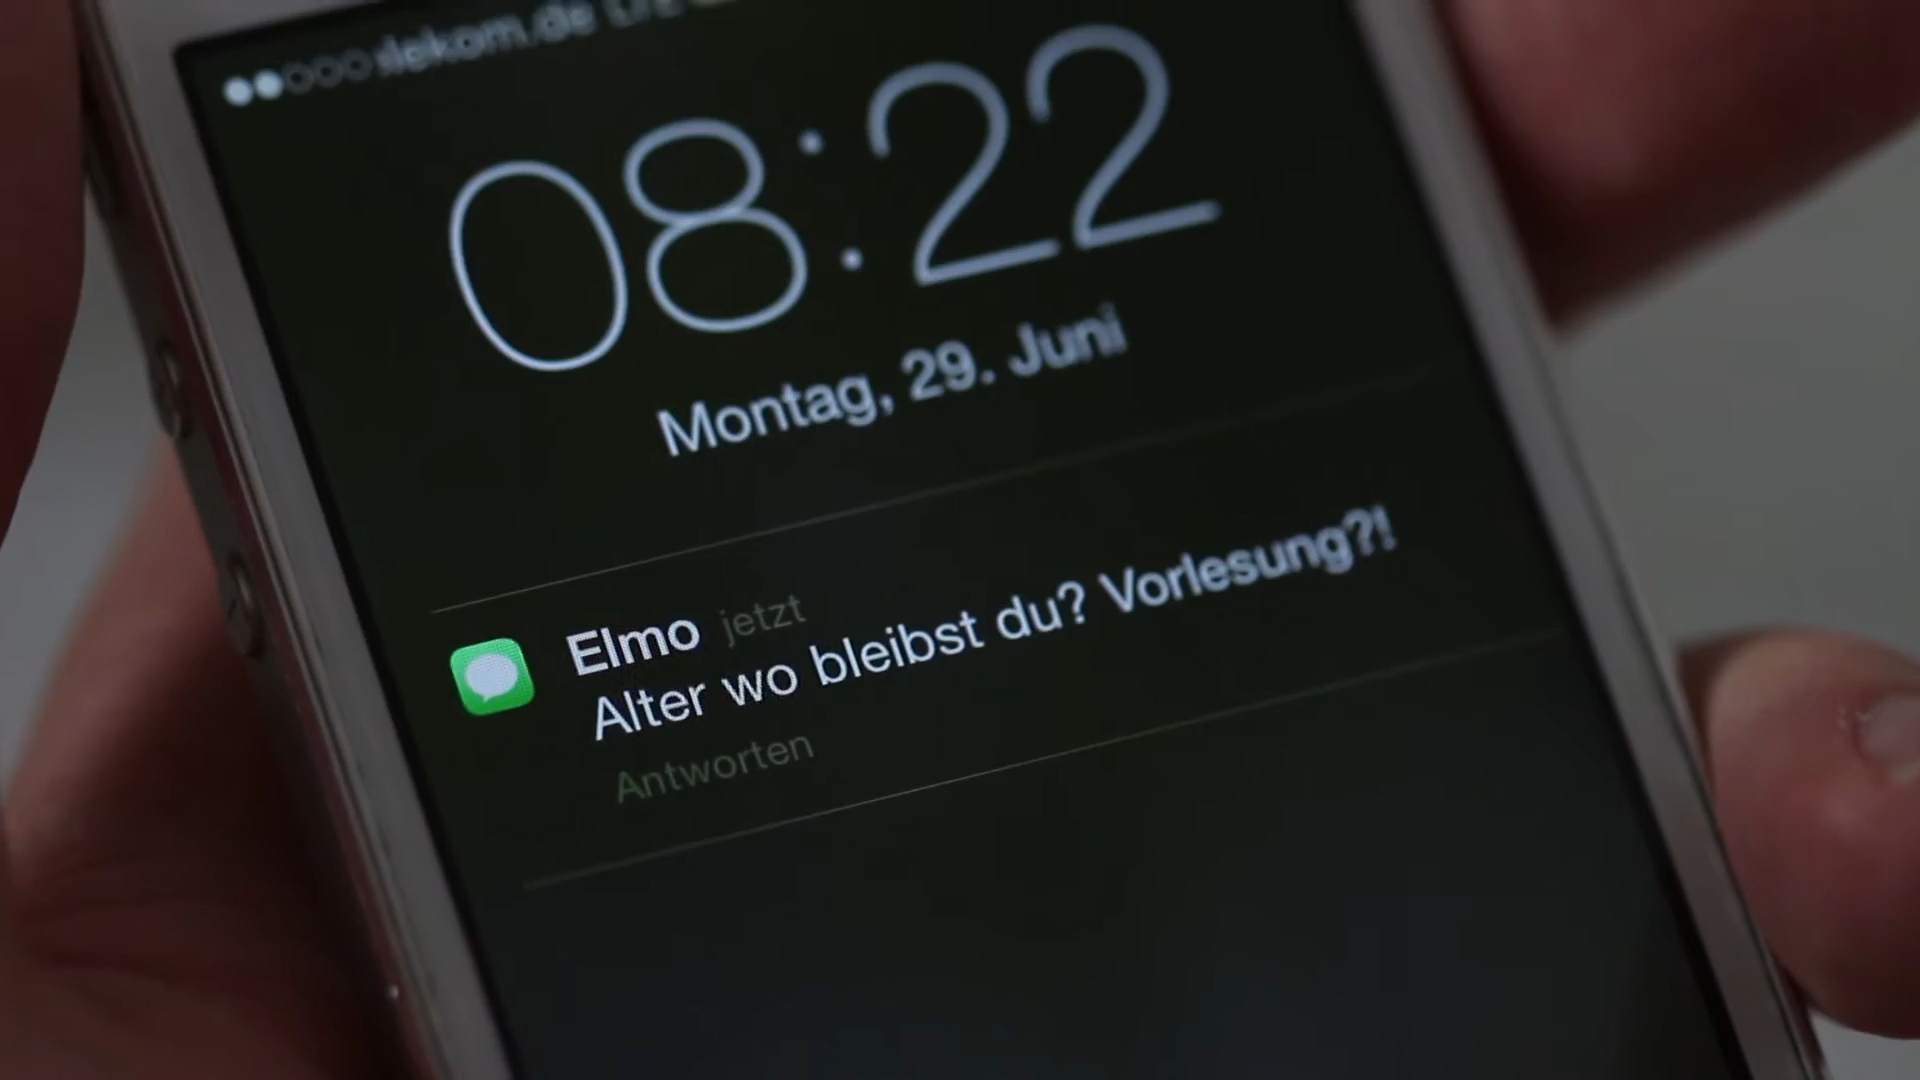 08:22
Montag, 29. Juni
Elmo jetzt
Alter wo bleibst du? Vorlesung?!
Antworten